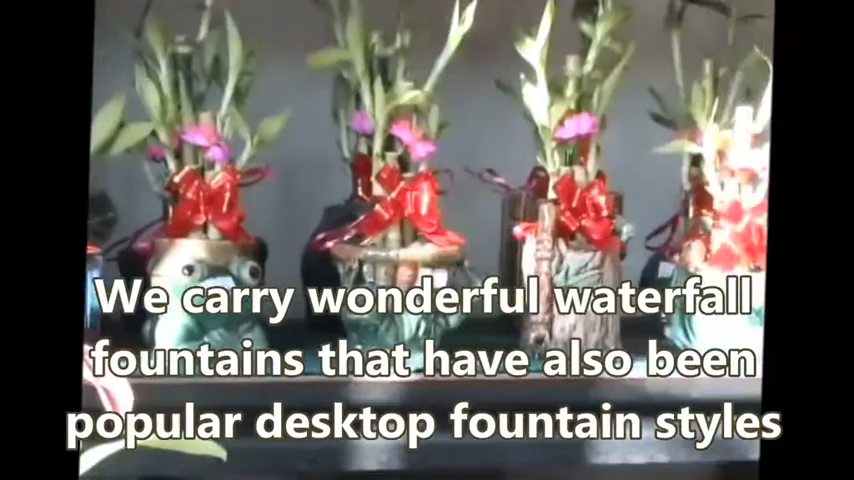 We carry wonderful waterfall
fountains that have also been
popular desktop fountain styles